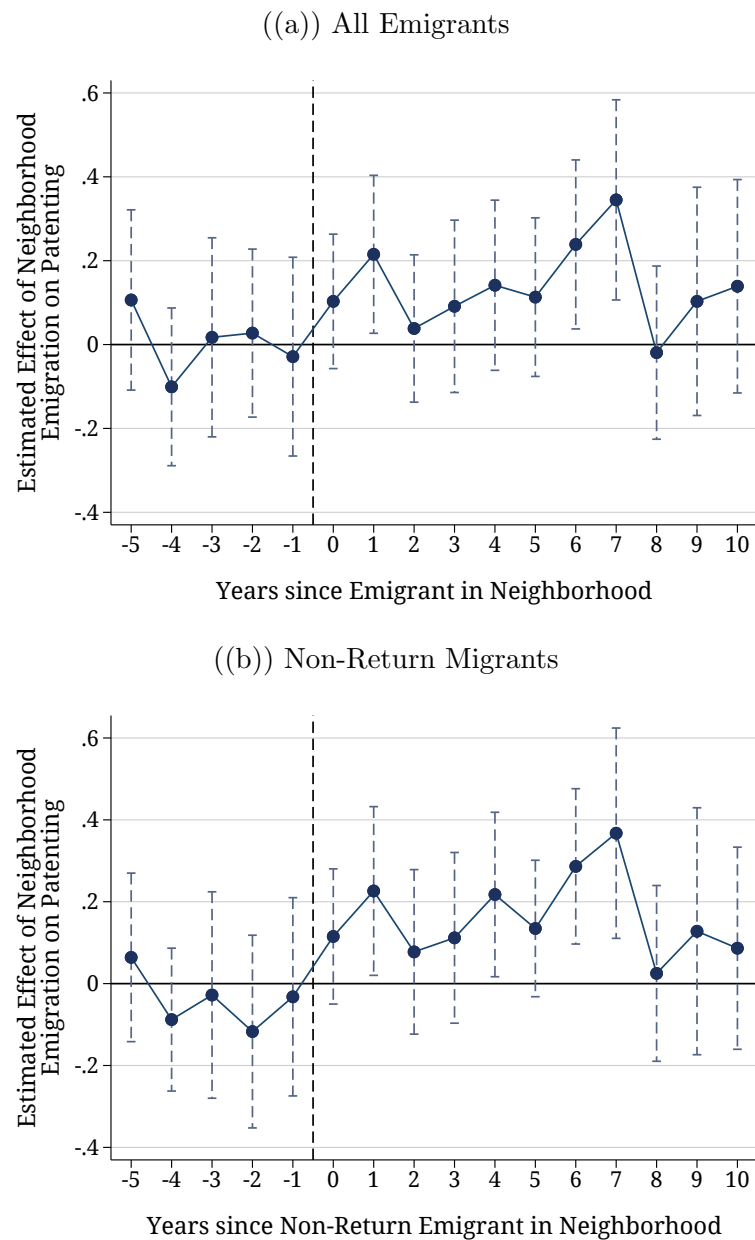 ((a)) All Emigrants
Estimated Effect of Neighborhood
Emigration on Patenting
.6
.4
.2
0
-.2
-.4
-5 -4 -3 -2 -1 0 1 2 3 4 5 6 7 8 9 10
Years since Emigrant in Neighborhood
((b)) Non-Return Migrants
Estimated Effect of Neighborhood
Emigration on Patenting
.6
.4
.2
0
-.2
-.4
-5 -4 -3 -2 -1 0 1 2 3 4 5 6 7 8 9 10
Years since Non-Return Emigrant in Neighborhood